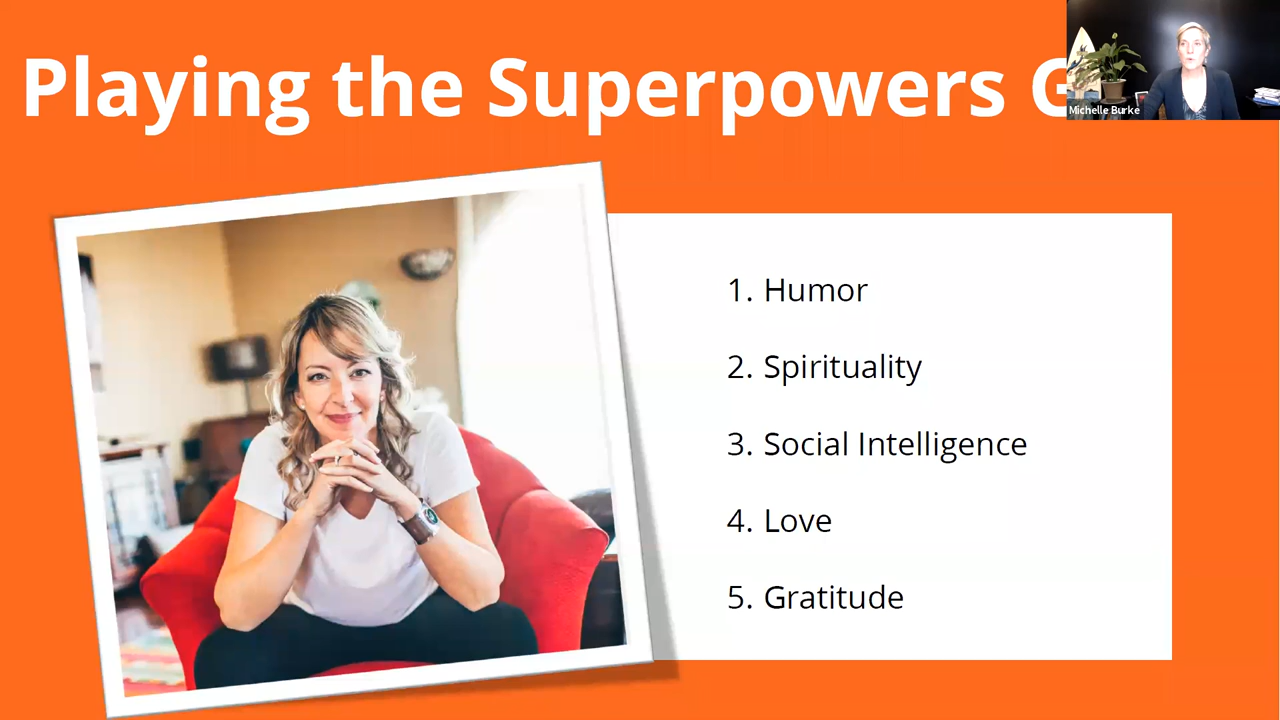 Playing the Superpowers G
Michelle Burke
1. Humor
2. Spirituality
3. Social Intelligence
4. Love
5. Gratitude